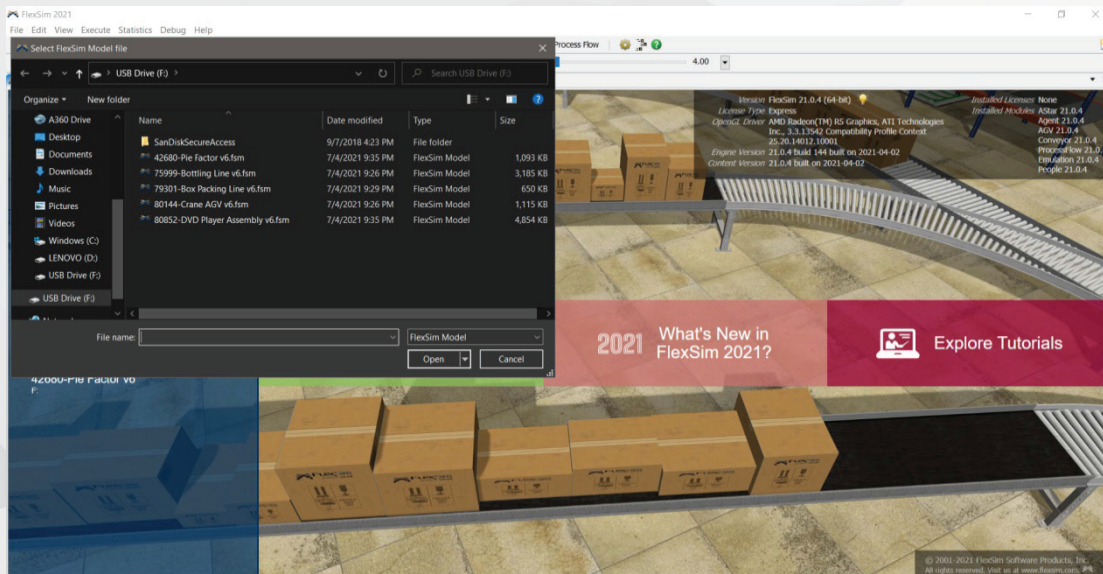 FlexSim 2021
File Edit View Execute Statistics Debug Help
Select FlexSim Model file
Process Flow
USB Drive (F:)
Search USB Drive (F:)
4.00
Organize
New folder
Name Date modified Type Size
A360 Drive
Desktop
Documents
Downloads
Music
Pictures
Videos
Windows (C:)
LENOVO (D:)
USB Drive (F:)
USB Drive (F:)
SanDiskSecureAccess 9/7/2018 4:23 PM File folder
42680-Pie Factor v6.fsm 7/4/2021 9:35 PM FlexSim Model 1,093 KB
75999-Bottling Line v6.fsm 7/4/2021 9:26 PM FlexSim Model 3,185 KB
79301-Box Packing Line v6.fsm 7/4/2021 9:29 PM FlexSim Model 650 KB
80144-Crane AGV v6.fsm 7/4/2021 9:26 PM FlexSim Model 1,115 KB
80852-DVD Player Assembly v6.fsm 7/4/2021 9:35 PM FlexSim Model 4,854 KB
File name:
FlexSim Model
Open
Cancel
Version FlexSim 21.0.4 (64-bit)
License Type Express
OpenGL Driver AMD Radeon(TM) R5 Graphics, ATI Technologies
Inc., 3.3.13542 Compatibility Profile Context
25.20.14012.10001
Engine Version 21.0.4 build 144 built on 2021-04-02
Content Version 21.0.4 built on 2021-04-02
Installed Licenses None
Installed Modules AStar 21.0.4
Agent 21.0.4
AGV 21.0.4
Conveyor 21.0.4
ProcessFlow 21.0.
Emulation 21.0.4
People 21.0.4
2021
What's New in
FlexSim 2021?
Explore Tutorials
42680-Pie Factor v6
F:
FLEXSIM
FLEXSIM
© 2001-2021 FlexSim Software Products, Inc.
All rights reserved. Visit us at www.flexsim.com.